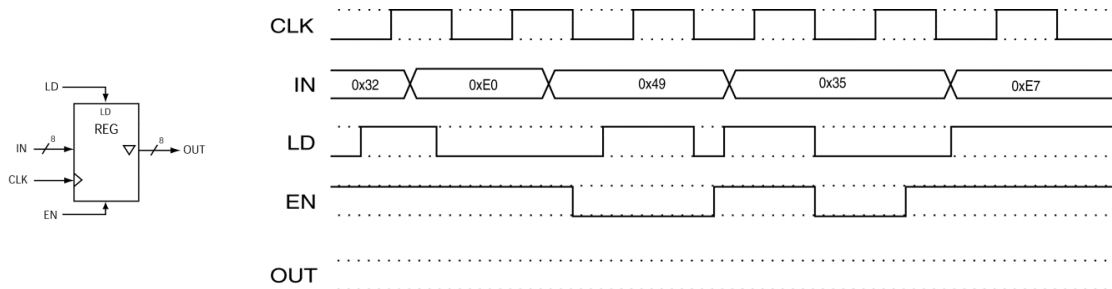 CLK
IN 0x32 0xE0 0x49 0x35 0xE7
LD
EN
OUT
LD
LD
REG
IN 8 8 OUT
CLK
EN